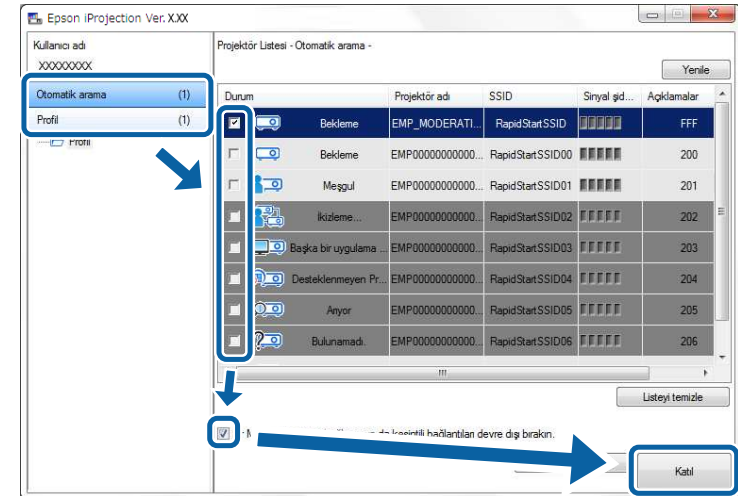 Epson iProjection Ver. X.XX
Kullanıcı adı
XXXXXXXX
Otomatik arama (1)
Profil (1)
Profil
Projektör Listesi - Otomatik arama -
Yenile
Durum Projektör adı SSID Sinyal şid... Açıklamalar
Bekleme EMP_MODERATI... RapidStartSSID FFF
Bekleme EMP00000000000... RapidStartSSID00 200
Meşgul EMP00000000000... RapidStartSSID01 201
İkizleme... EMP00000000000... RapidStartSSID02 202
Başka bir uygulama ... EMP00000000000... RapidStartSSID03 203
Desteklenmeyen Pr... EMP00000000000... RapidStartSSID04 204
Arıyor EMP00000000000... RapidStartSSID05 205
Bulunamadı. EMP00000000000... RapidStartSSID06 206
Listeyi temizle
kesintili bağlantıları devre dışı bırakın.
Katıl